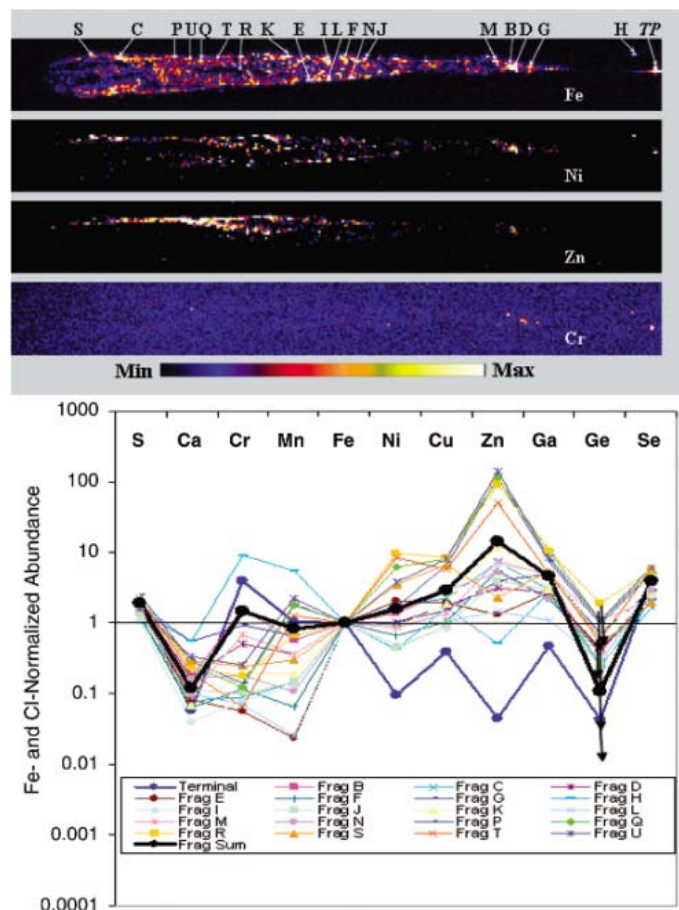 S C P U Q T R K E I L F N J M B D G H TP
Fe
Ni
Zn
Cr
Min Max
1000
S Ca Cr Mn Fe Ni Cu Zn Ga Ge Se
100
10
1
0.1
0.01
0.001
0.0001
Fe- and CI-Normalized Abundance
Terminal Frag B Frag C Frag D
Frag E Frag F Frag G Frag H
Frag I Frag J Frag K Frag L
Frag M Frag N Frag P Frag Q
Frag R Frag S Frag T Frag U
Frag Sum